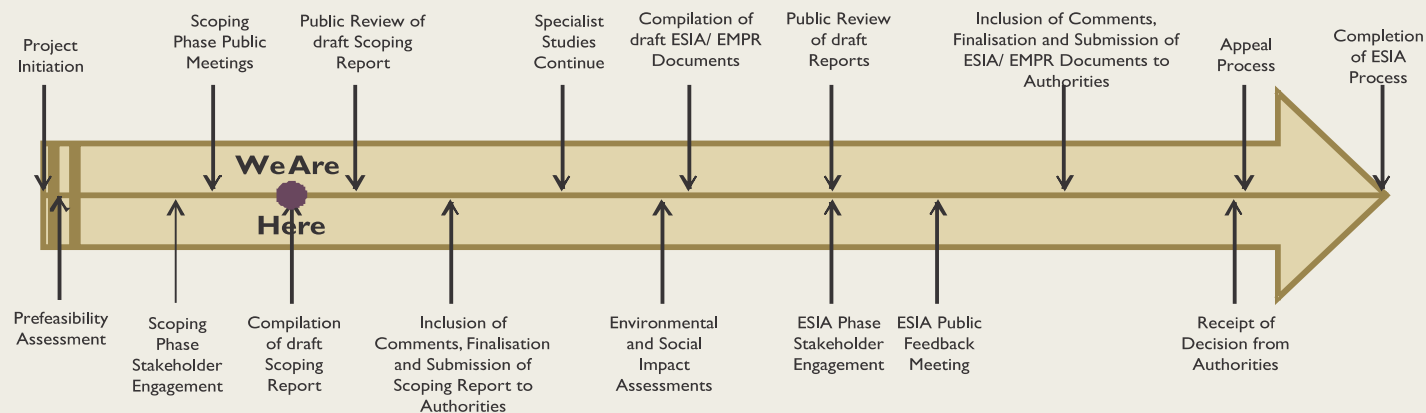 Project
Initiation
Scoping
Phase Public
Meetings
Public Review of
draft Scoping
Report
Specialist
Studies
Continue
Compilation of
draft ESIA/ EMPR
Documents
Public Review
of draft
Reports
Inclusion of Comments,
Finalisation and Submission of
ESIA/ EMPR Documents to
Authorities
Appeal
Process
Completion
of ESIA
Process
We Are
Here
Prefeasibility
Assessment
Scoping
Phase
Stakeholder
Engagement
Compilation
of draft
Scoping
Report
Inclusion of
Comments, Finalisation
and Submission of
Scoping Report to
Authorities
Environmental
and Social
Impact
Assessments
ESIA Phase
Stakeholder
Engagement
ESIA Public
Feedback
Meeting
Receipt of
Decision from
Authorities